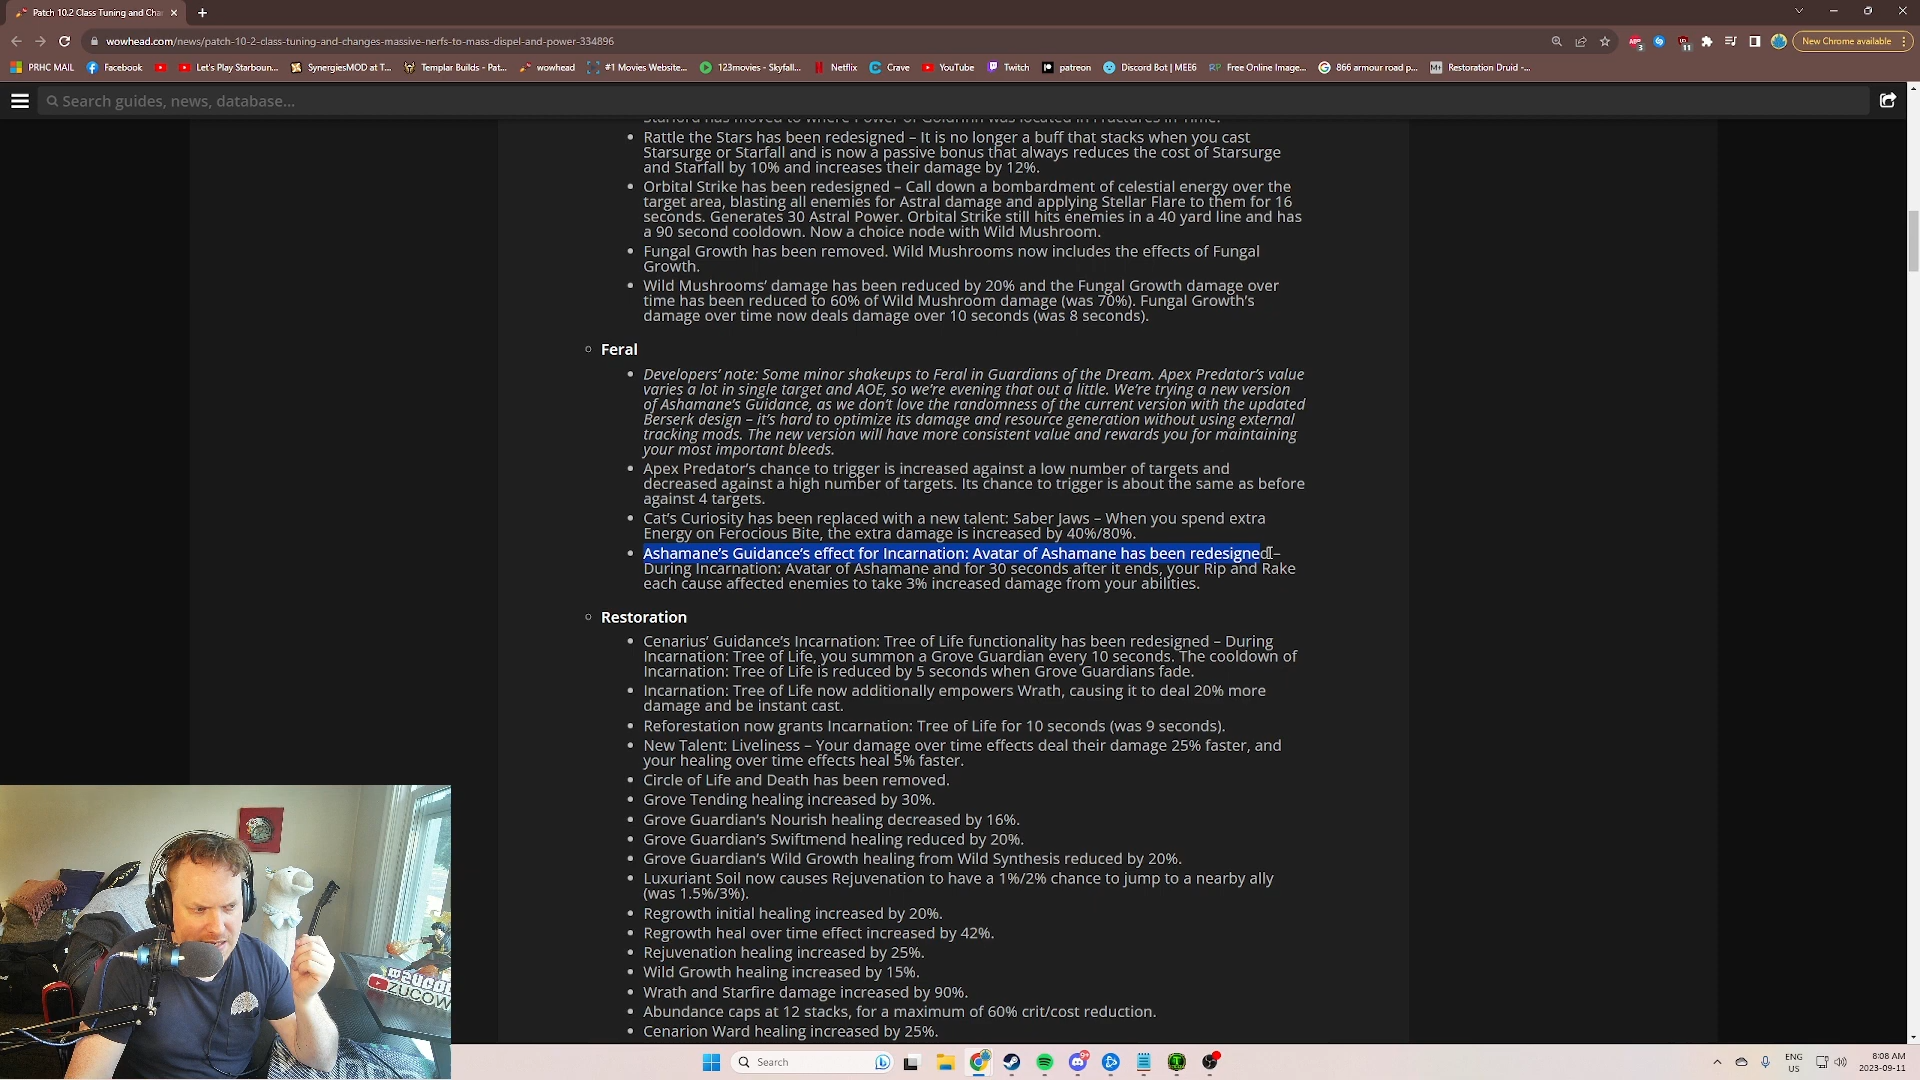 Patch 10.2 Class Tuning and Cha
wowhead.com/news/patch-10-2-class-tuning-and-changes-massive-nerfs-to-mass-dispel-and-power-334896
New Chrome available
PRHC MAIL
Facebook
Let's Play Starboun...
SynergiesMOD at T...
Templar Builds - Pat...
wowhead
#1 Movies Website...
123movies - Skyfall...
Netflix
Crave
YouTube
Twitch
patreon
Discord Bot | MEE6
Free Online Image...
866 armour road p...
Restoration Druid -...
Search guides, news, database...
Starlord has moved to where Power of Goldrinn was located in Fractures in Time.
• Rattle the Stars has been redesigned – It is no longer a buff that stacks when you cast
Starsurge or Starfall and is now a passive bonus that always reduces the cost of Starsurge
and Starfall by 10% and increases their damage by 12%.
• Orbital Strike has been redesigned – Call down a bombardment of celestial energy over the
target area, blasting all enemies for Astral damage and applying Stellar Flare to them for 16
seconds. Generates 30 Astral Power. Orbital Strike still hits enemies in a 40 yard line and has
a 90 second cooldown. Now a choice node with Wild Mushroom.
• Fungal Growth has been removed. Wild Mushrooms now includes the effects of Fungal
Growth.
• Wild Mushrooms’ damage has been reduced by 20% and the Fungal Growth damage over
time has been reduced to 60% of Wild Mushroom damage (was 70%). Fungal Growth’s
damage over time now deals damage over 10 seconds (was 8 seconds).
Feral
• Developers’ note: Some minor shakeups to Feral in Guardians of the Dream. Apex Predator’s value
varies a lot in single target and AOE, so we’re evening that out a little. We’re trying a new version
of Ashamane’s Guidance, as we don’t love the randomness of the current version with the updated
Berserk design – it’s hard to optimize its damage and resource generation without using external
tracking mods. The new version will have more consistent value and rewards you for maintaining
your most important bleeds.
• Apex Predator’s chance to trigger is increased against a low number of targets and
decreased against a high number of targets. Its chance to trigger is about the same as before
against 4 targets.
• Cat’s Curiosity has been replaced with a new talent: Saber Jaws – When you spend extra
Energy on Ferocious Bite, the extra damage is increased by 40%/80%.
• Ashamane’s Guidance’s effect for Incarnation: Avatar of Ashamane has been redesigned –
During Incarnation: Avatar of Ashamane and for 30 seconds after it ends, your Rip and Rake
each cause affected enemies to take 3% increased damage from your abilities.
Restoration
• Cenarius’ Guidance’s Incarnation: Tree of Life functionality has been redesigned – During
Incarnation: Tree of Life, you summon a Grove Guardian every 10 seconds. The cooldown of
Incarnation: Tree of Life is reduced by 5 seconds when Grove Guardians fade.
• Incarnation: Tree of Life now additionally empowers Wrath, causing it to deal 20% more
damage and be instant cast.
• Reforestation now grants Incarnation: Tree of Life for 10 seconds (was 9 seconds).
• New Talent: Liveliness – Your damage over time effects deal their damage 25% faster, and
your healing over time effects heal 5% faster.
• Circle of Life and Death has been removed.
• Grove Tending healing increased by 30%.
• Grove Guardian’s Nourish healing decreased by 16%.
• Grove Guardian’s Swiftmend healing reduced by 20%.
• Grove Guardian’s Wild Growth healing from Wild Synthesis reduced by 20%.
• Luxuriant Soil now causes Rejuvenation to have a 1%/2% chance to jump to a nearby ally
(was 1.5%/3%).
• Regrowth initial healing increased by 20%.
• Regrowth heal over time effect increased by 42%.
• Rejuvenation healing increased by 25%.
• Wild Growth healing increased by 15%.
• Wrath and Starfire damage increased by 90%.
• Abundance caps at 12 stacks, for a maximum of 60% crit/cost reduction.
• Cenarion Ward healing increased by 25%.
ZUCOW
Search
ENG
US
8:08 AM
2023-09-11